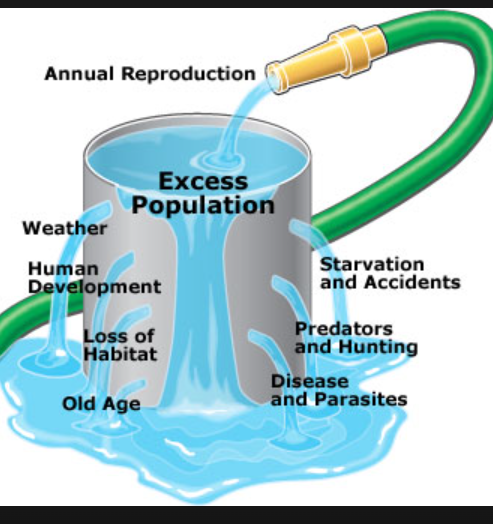 Annual Reproduction
Excess
Population
Weather
Human
Development
Loss of
Habitat
Old Age
Starvation
and Accidents
Predators
and Hunting
Disease
and Parasites